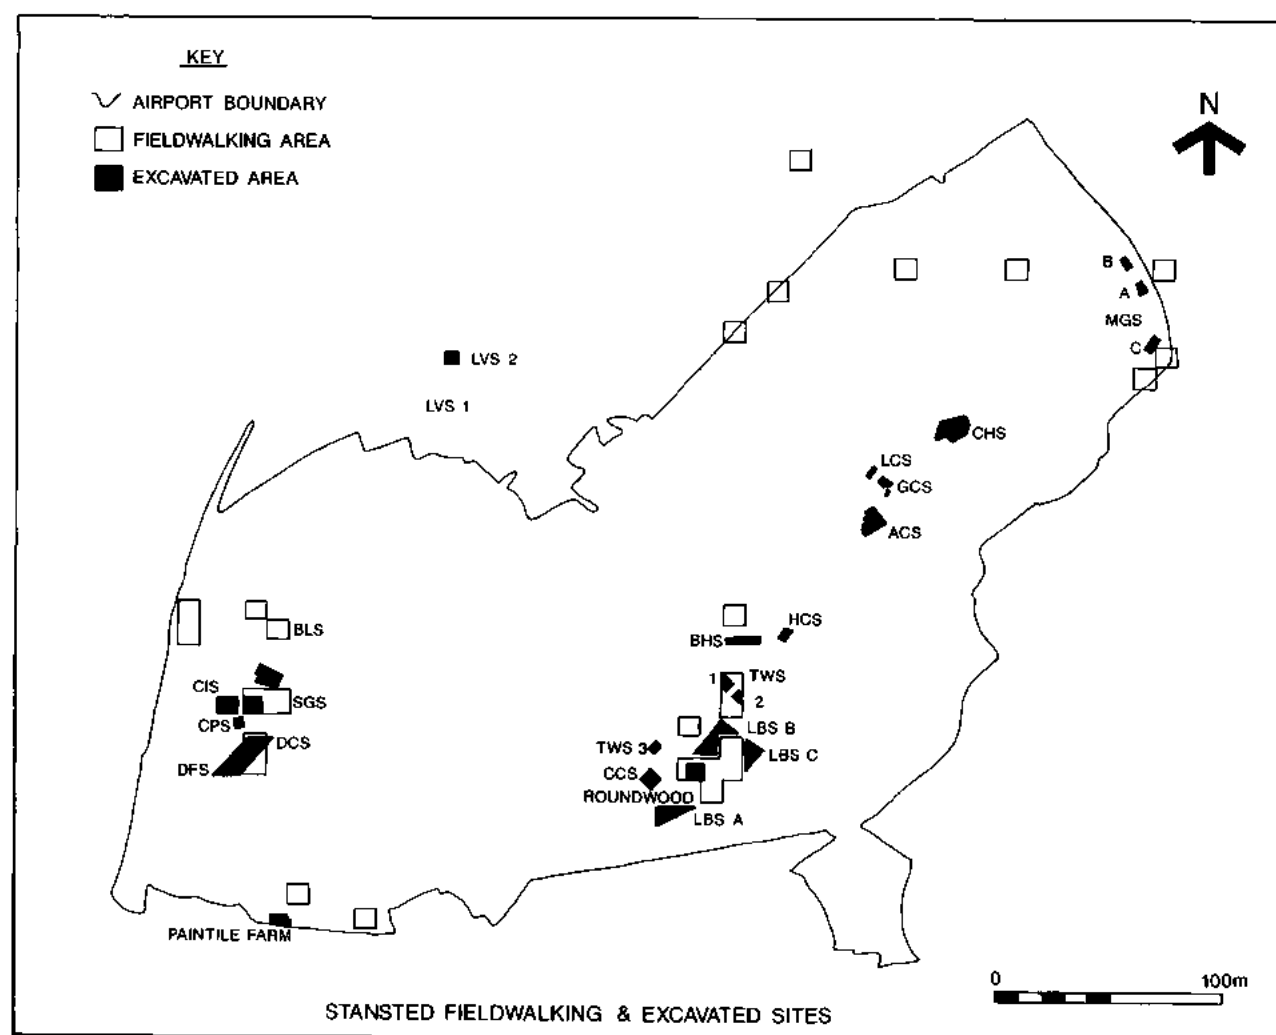 KEY
AIRPORT BOUNDARY
FIELDWALKING AREA
EXCAVATED AREA
N
B
A
MGS
C
LVS 2
LVS 1
CHS
LCS
GCS
ACS
HCS
BHS
BLS
1 TWS
2
CIS
SGS
CPS
DCS
DFS
LBS B
TWS 3
LBS C
CCS
ROUNDWOOD
LBS A
PAINTILE FARM
0 100m
STANSTED FIELDWALKING & EXCAVATED SITES